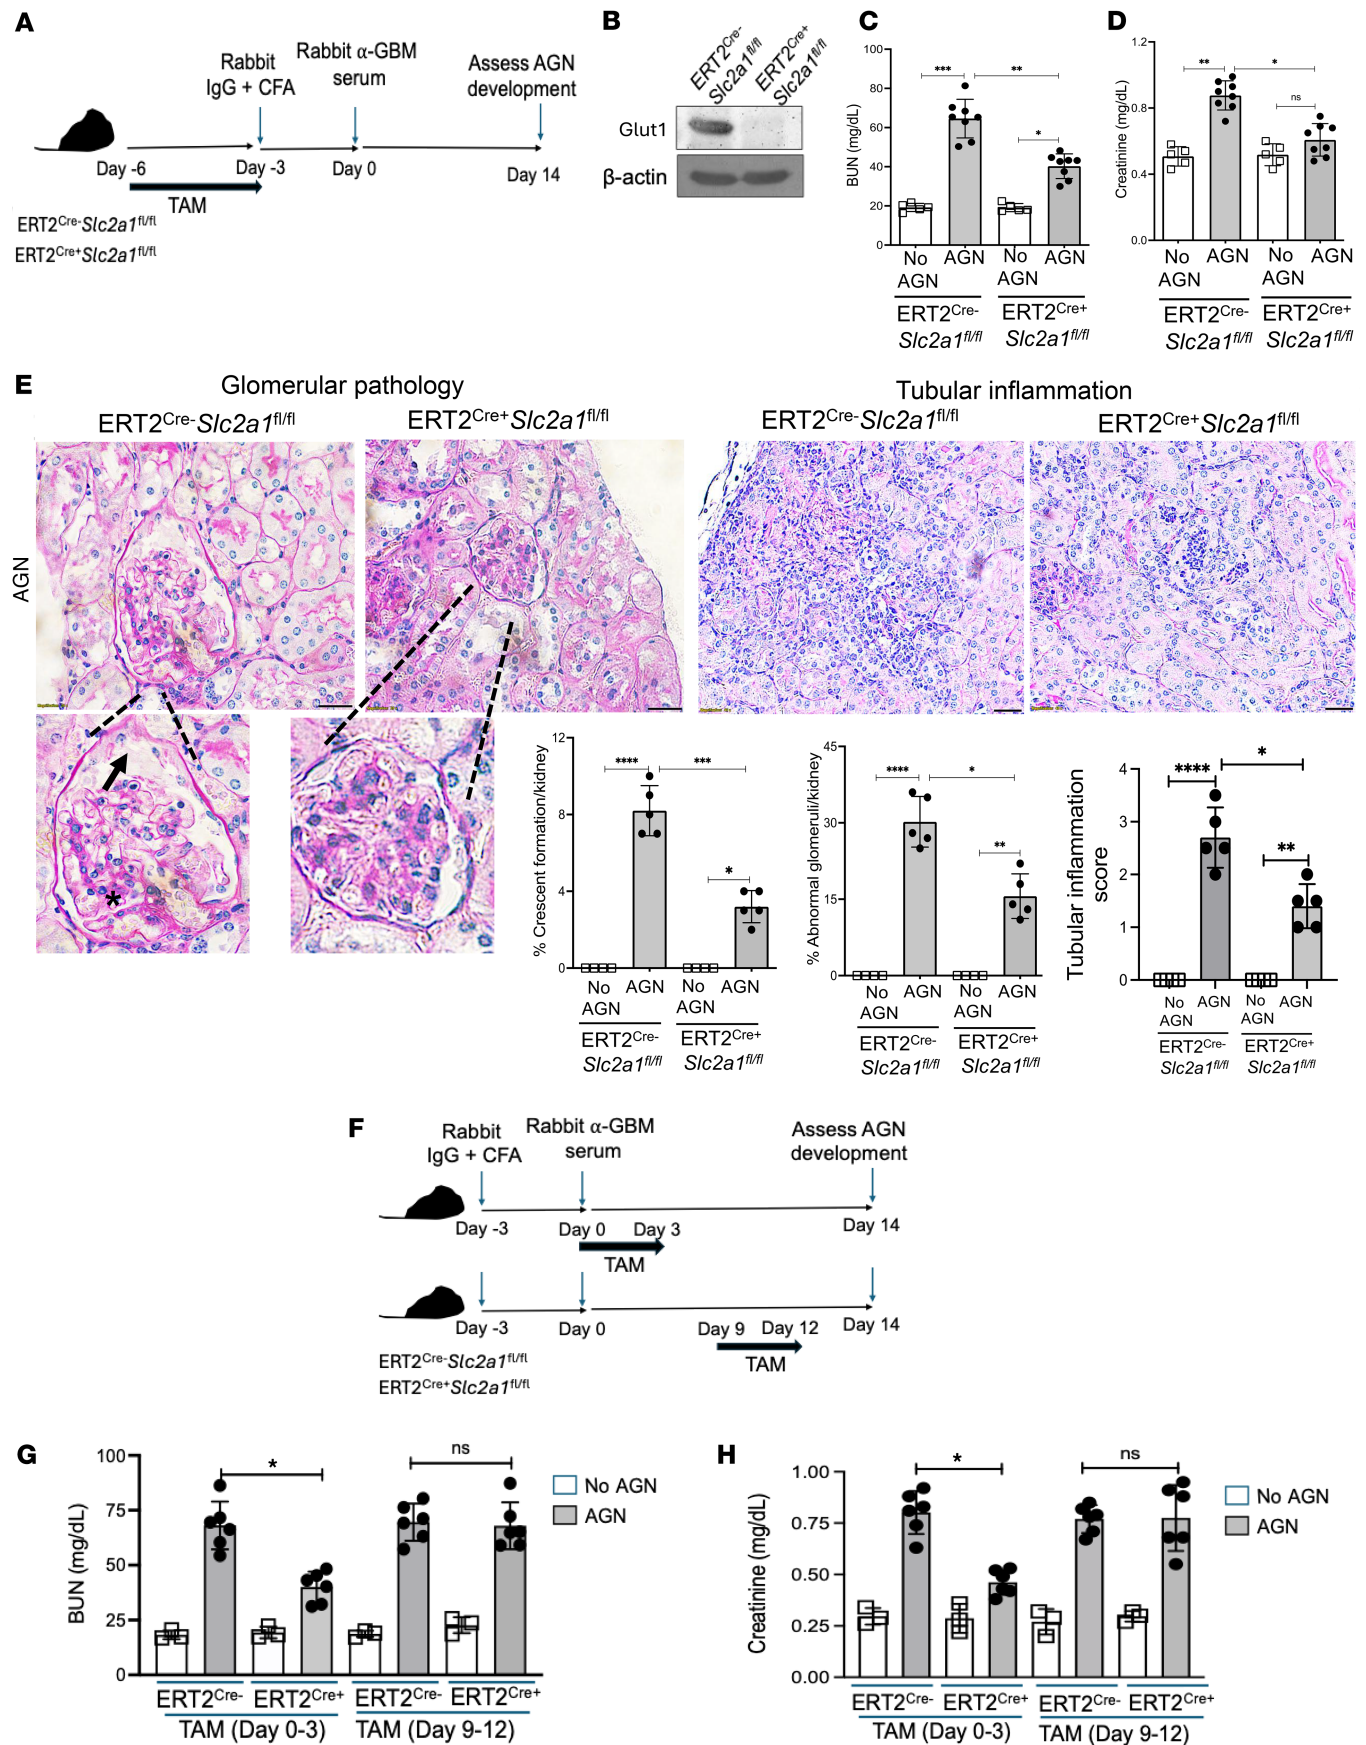 A
Rabbit
IgG + CFA
Rabbit α-GBM
serum
Assess AGN
development
Day -6
Day -3
Day 0
Day 14
TAM
ERT2Cre-Slc2a1fl/fl
ERT2Cre+Slc2a1fl/fl
B
ERT2Cre-
Slc2a1fl/fl
ERT2Cre+
Slc2a1fl/fl
Glut1
β-actin
C
BUN (mg/dL)
100
80
60
40
20
0
***
**
*
No
AGN
AGN
No
AGN
AGN
ERT2Cre-
Slc2a1fl/fl
ERT2Cre+
Slc2a1fl/fl
D
Creatinine (mg/dL)
1.2
0.8
0.4
0.0
**
*
ns
No
AGN
AGN
No
AGN
AGN
ERT2Cre-
Slc2a1fl/fl
ERT2Cre+
Slc2a1fl/fl
E
Glomerular pathology
Tubular inflammation
ERT2Cre-Slc2a1fl/fl
ERT2Cre+Slc2a1fl/fl
ERT2Cre-Slc2a1fl/fl
ERT2Cre+Slc2a1fl/fl
AGN
*
% Crescent formation/kidney
12
8
4
0
****
***
*
No
AGN
AGN
No
AGN
AGN
ERT2Cre-
Slc2a1fl/fl
ERT2Cre+
Slc2a1fl/fl
% Abnormal glomeruli/kidney
45
30
15
0
****
*
**
No
AGN
AGN
No
AGN
AGN
ERT2Cre-
Slc2a1fl/fl
ERT2Cre+
Slc2a1fl/fl
Tubular inflammation
score
4
3
2
1
0
****
*
**
No
AGN
AGN
No
AGN
AGN
ERT2Cre-
Slc2a1fl/fl
ERT2Cre+
Slc2a1fl/fl
F
Rabbit
IgG + CFA
Rabbit α-GBM
serum
Assess AGN
development
Day -3
Day 0
Day 3
Day 14
TAM
Day -3
Day 0
Day 9
Day 12
Day 14
TAM
ERT2Cre-Slc2a1fl/fl
ERT2Cre+Slc2a1fl/fl
G
BUN (mg/dL)
100
75
50
25
0
*
ns
No AGN
AGN
ERT2Cre-
ERT2Cre+
ERT2Cre-
ERT2Cre+
TAM (Day 0-3)
TAM (Day 9-12)
H
Creatinine (mg/dL)
1.00
0.75
0.50
0.25
0.00
*
ns
No AGN
AGN
ERT2Cre-
ERT2Cre+
ERT2Cre-
ERT2Cre+
TAM (Day 0-3)
TAM (Day 9-12)